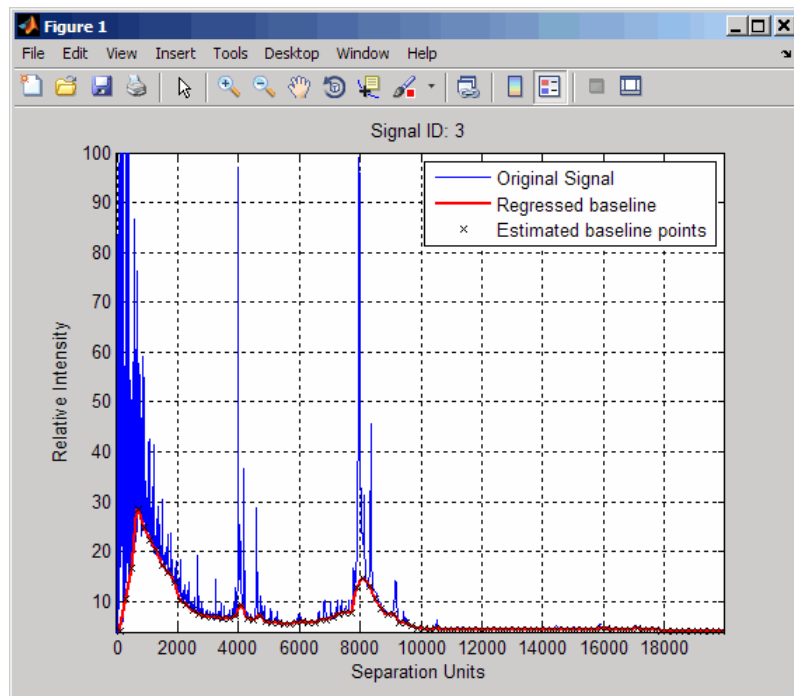 Figure 1
File Edit View Insert Tools Desktop Window Help
Signal ID: 3
100
90
80
70
60
50
40
30
20
10
Relative Intensity
Original Signal
Regressed baseline
Estimated baseline points
0 2000 4000 6000 8000 10000 12000 14000 16000 18000
Separation Units